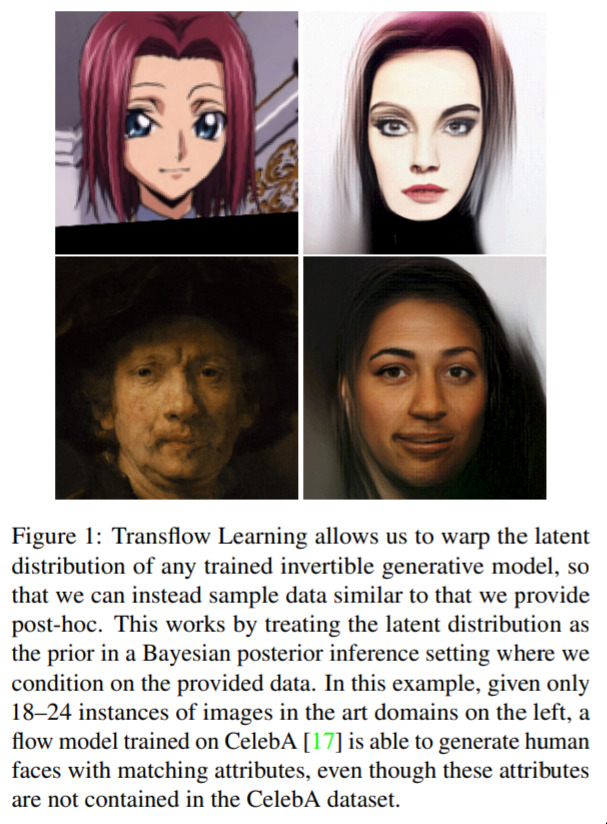 Figure 1: Transflow Learning allows us to warp the latent
distribution of any trained invertible generative model, so
that we can instead sample data similar to that we provide
post-hoc. This works by treating the latent distribution as
the prior in a Bayesian posterior inference setting where we
condition on the provided data. In this example, given only
18–24 instances of images in the art domains on the left, a
flow model trained on CelebA [17] is able to generate human
faces with matching attributes, even though these attributes
are not contained in the CelebA dataset.